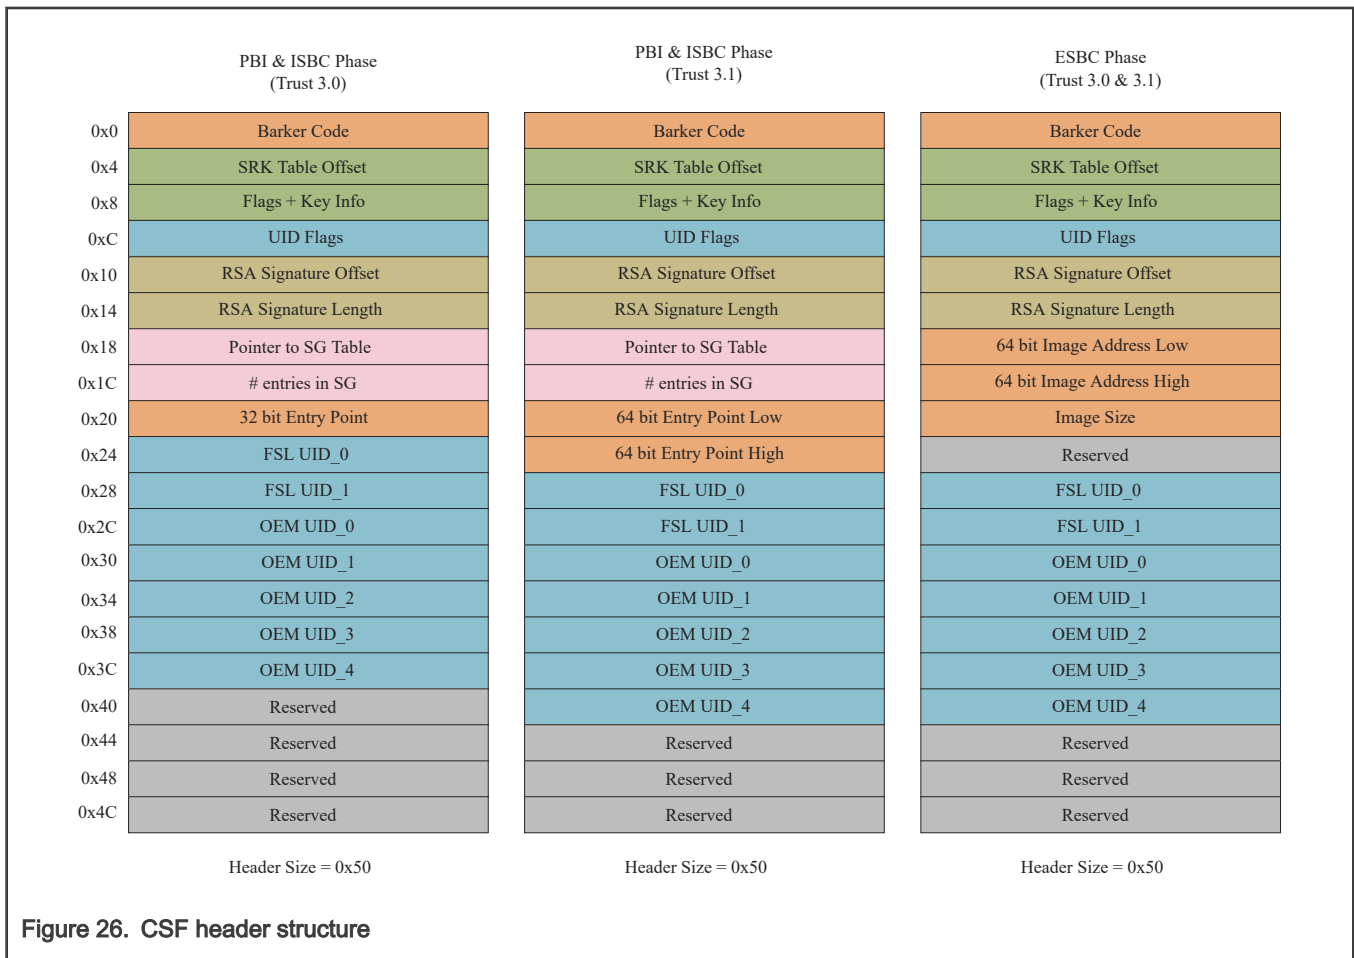 PBI & ISBC Phase
(Trust 3.0)
PBI & ISBC Phase
(Trust 3.1)
ESBC Phase
(Trust 3.0 & 3.1)
0x0 Barker Code Barker Code Barker Code
0x4 SRK Table Offset SRK Table Offset SRK Table Offset
0x8 Flags + Key Info Flags + Key Info Flags + Key Info
0xC UID Flags UID Flags UID Flags
0x10 RSA Signature Offset RSA Signature Offset RSA Signature Offset
0x14 RSA Signature Length RSA Signature Length RSA Signature Length
0x18 Pointer to SG Table Pointer to SG Table 64 bit Image Address Low
0x1C # entries in SG # entries in SG 64 bit Image Address High
0x20 32 bit Entry Point 64 bit Entry Point Low Image Size
0x24 FSL UID_0 64 bit Entry Point High Reserved
0x28 FSL UID_1 FSL UID_0 FSL UID_0
0x2C OEM UID_0 FSL UID_1 FSL UID_1
0x30 OEM UID_1 OEM UID_0 OEM UID_0
0x34 OEM UID_2 OEM UID_1 OEM UID_1
0x38 OEM UID_3 OEM UID_2 OEM UID_2
0x3C OEM UID_4 OEM UID_3 OEM UID_3
0x40 Reserved OEM UID_4 OEM UID_4
0x44 Reserved Reserved Reserved
0x48 Reserved Reserved Reserved
0x4C Reserved Reserved Reserved
Header Size = 0x50 Header Size = 0x50 Header Size = 0x50
Figure 26. CSF header structure